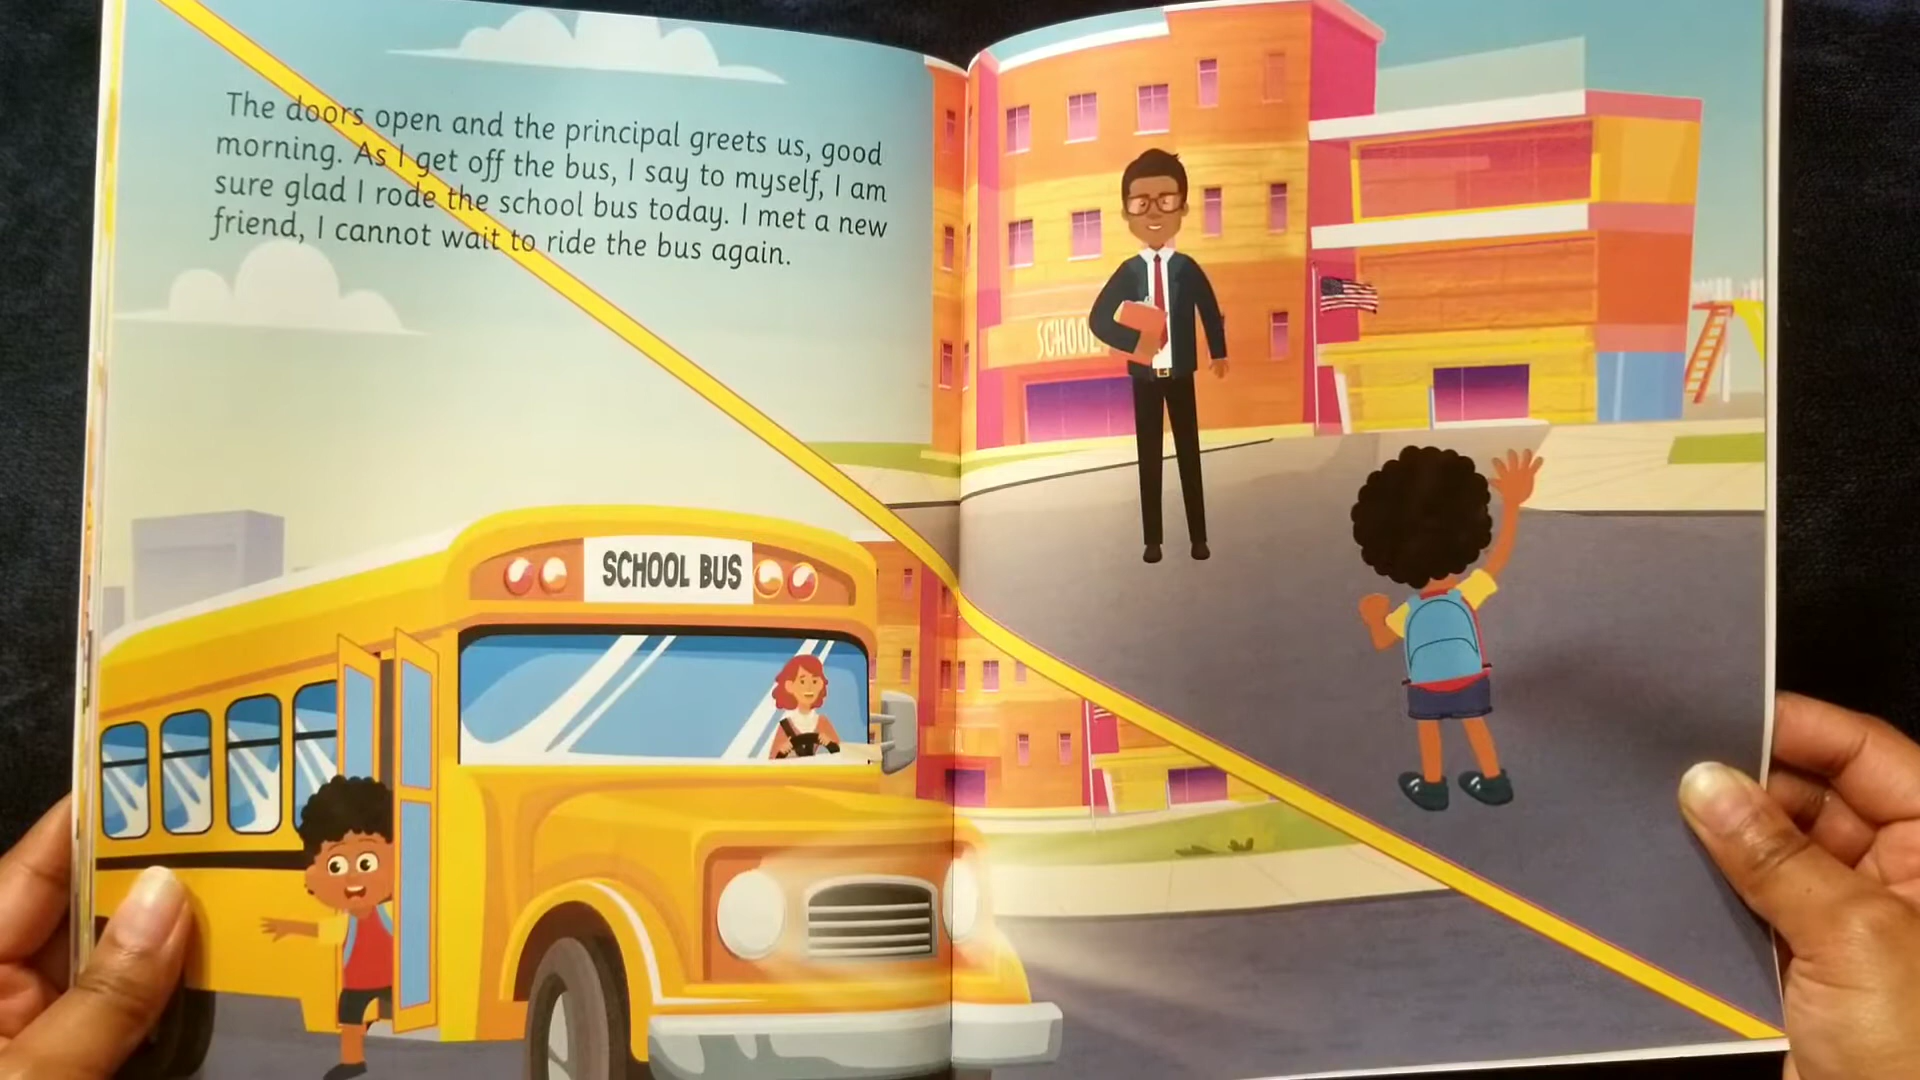 The doors open and the principal greets us, good
morning. As I get off the bus, I say to myself, I am
sure glad I rode the school bus today. I met a new
friend, I cannot wait to ride the bus again.
SCHOOL
SCHOOL BUS